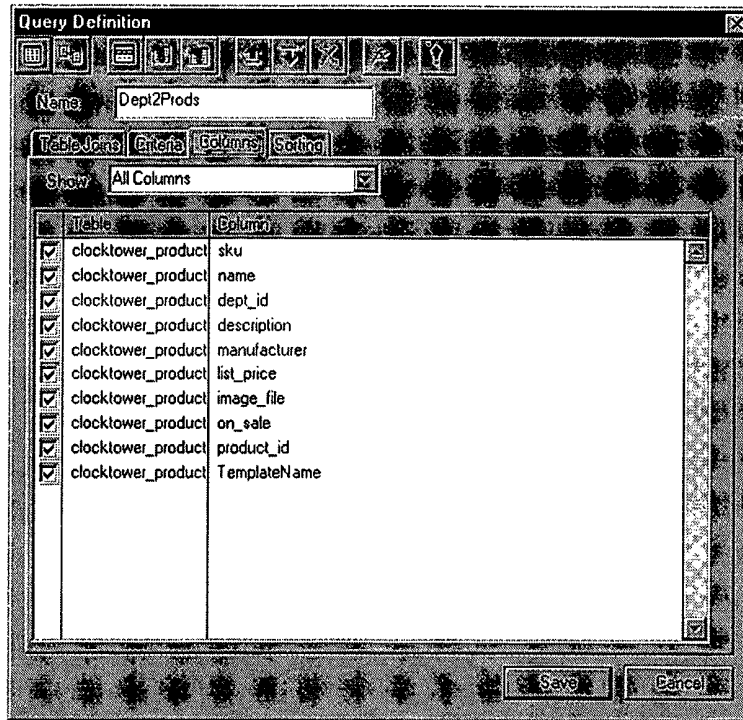 Query Definition
Name: Dept2Prods
Table Joins Criteria Columns Sorting
Show: All Columns
Table Column
clocktower_product sku
clocktower_product name
clocktower_product dept_id
clocktower_product description
clocktower_product manufacturer
clocktower_product list_price
clocktower_product image_file
clocktower_product on_sale
clocktower_product product_id
clocktower_product TemplateName
Save Cancel